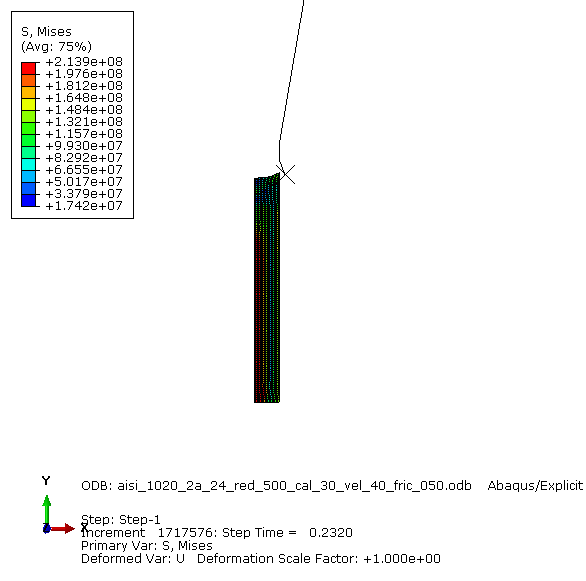 S, Mises
(Avg: 75%)
+2.139e+08
+1.976e+08
+1.812e+08
+1.648e+08
+1.484e+08
+1.321e+08
+1.157e+08
+9.930e+07
+8.292e+07
+6.655e+07
+5.017e+07
+3.379e+07
+1.742e+07
Y
X
ODB: aisi_1020_2a_24_red_500_cal_30_vel_40_fric_050.odb Abaqus/Explicit
Step: Step-1
Increment 1717576: Step Time = 0.2320
Primary Var: S, Mises
Deformed Var: U Deformation Scale Factor: +1.000e+00